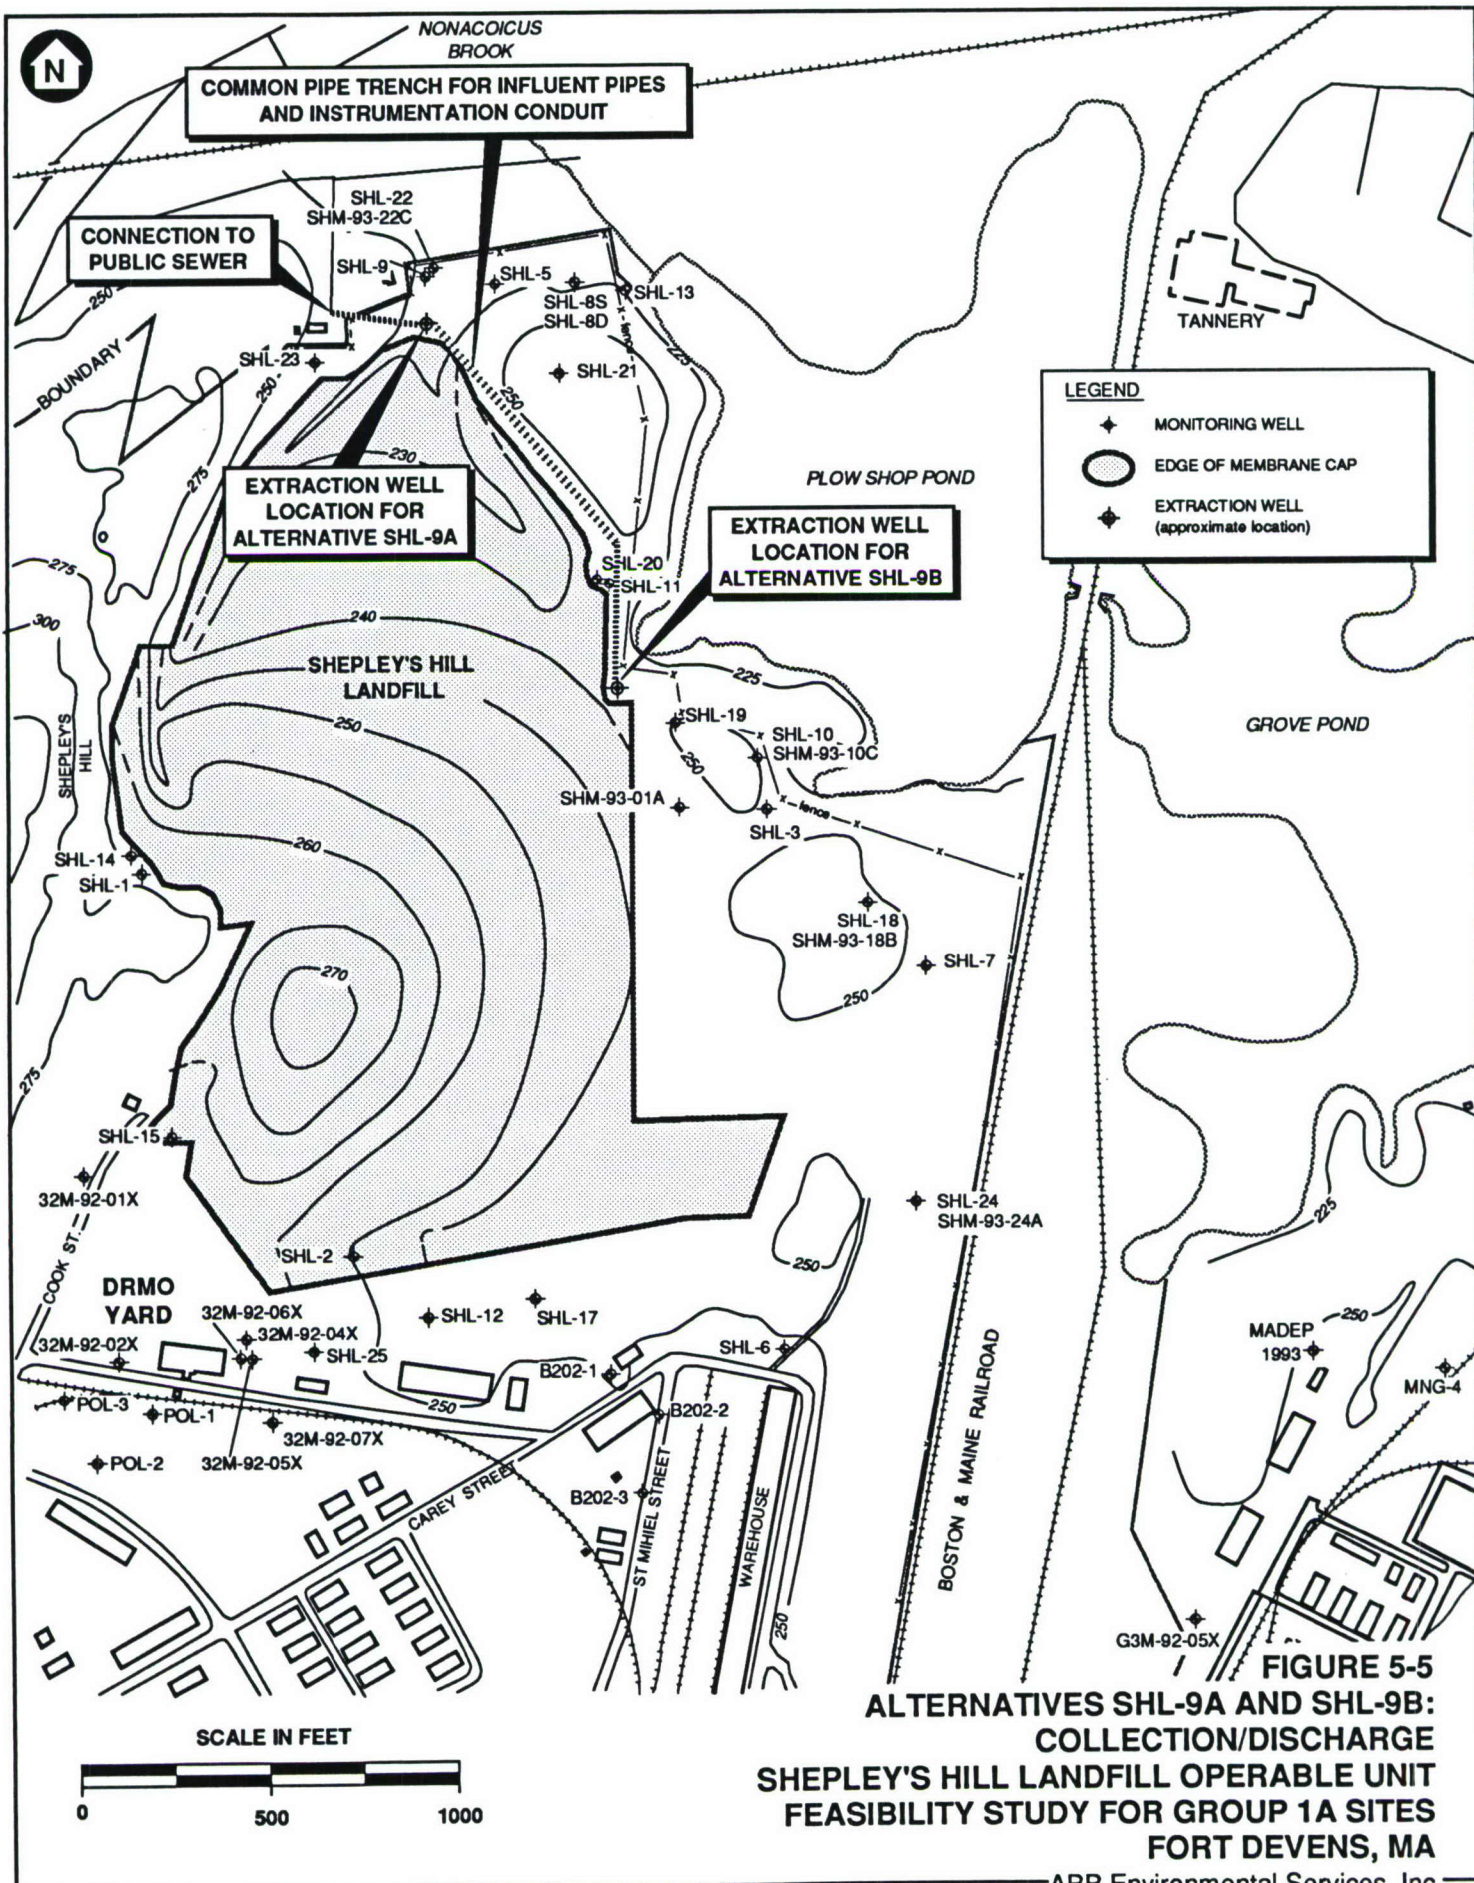 NONACOICUS
BROOK
N
COMMON PIPE TRENCH FOR INFLUENT PIPES
AND INSTRUMENTATION CONDUIT
SHL-22
SHM-93-22C
CONNECTION TO
PUBLIC SEWER
SHL-9
SHL-5
SHL-8S
SHL-8D
SHL-13
250
TANNERY
fence
225
BOUNDARY
SHL-23
250
SHL-21
250
LEGEND
MONITORING WELL
EDGE OF MEMBRANE CAP
EXTRACTION WELL
(approximate location)
275
230
PLOW SHOP POND
EXTRACTION WELL
LOCATION FOR
ALTERNATIVE SHL-9A
EXTRACTION WELL
LOCATION FOR
ALTERNATIVE SHL-9B
275
SHL-20
SHL-11
300
240
SHEPLEY'S HILL
LANDFILL
225
SHEPLEY'S
HILL
250
SHL-19
SHL-10
SHM-93-10C
GROVE POND
250
SHM-93-01A
fence
SHL-3
260
SHL-14
SHL-1
SHL-18
SHM-93-18B
SHL-7
270
250
275
SHL-15
32M-92-01X
SHL-24
SHM-93-24A
225
COOK ST.
SHL-2
250
DRMO
YARD
32M-92-06X
SHL-12
SHL-17
32M-92-04X
32M-92-02X
SHL-25
SHL-6
MADEP
1993
250
B202-1
MNG-4
POL-3
POL-1
250
B202-2
32M-92-07X
POL-2
32M-92-05X
B202-3
CAREY STREET
ST MIHIEL STREET
WAREHOUSE
BOSTON & MAINE RAILROAD
250
G3M-92-05X
FIGURE 5-5
ALTERNATIVES SHL-9A AND SHL-9B:
COLLECTION/DISCHARGE
SHEPLEY'S HILL LANDFILL OPERABLE UNIT
FEASIBILITY STUDY FOR GROUP 1A SITES
FORT DEVENS, MA
SCALE IN FEET
0 500 1000
ABB Environmental Services, Inc